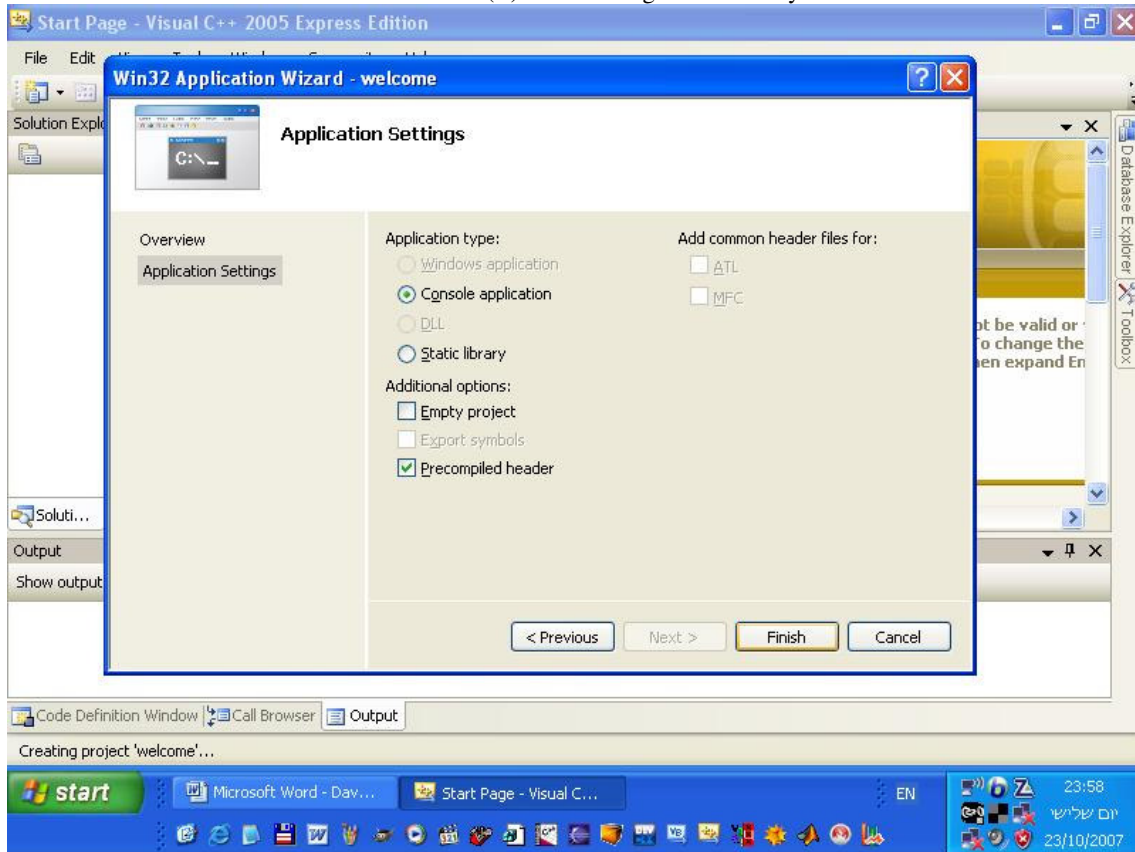 Start Page - Visual C++ 2005 Express Edition
File Edit
Win32 Application Wizard - welcome
Solution Explo
C:\_
Application Settings
Overview
Application Settings
Application type:
Windows application
Console application
DLL
Static library
Additional options:
Empty project
Export symbols
Precompiled header
Add common header files for:
ATL
MFC
ot be valid or
o change the
hen expand En
Database Explorer
Toolbox
Soluti...
Output
Show output
< Previous Next > Finish Cancel
Code Definition Window Call Browser Output
Creating project 'welcome'...
start Microsoft Word - Dav... Start Page - Visual C... EN 23:58
יום שלישי
23/10/2007